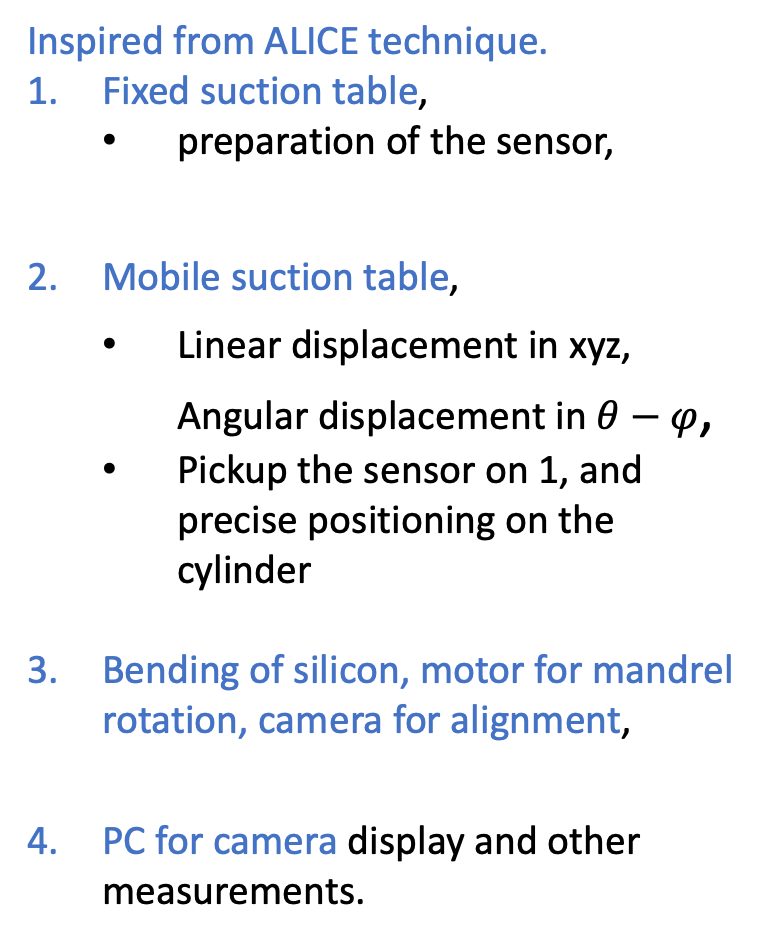 Inspired from ALICE technique.
1. Fixed suction table,
• preparation of the sensor,
2. Mobile suction table,
• Linear displacement in xyz,
Angular displacement in θ − φ,
• Pickup the sensor on 1, and
precise positioning on the
cylinder
3. Bending of silicon, motor for mandrel
rotation, camera for alignment,
4. PC for camera display and other
measurements.